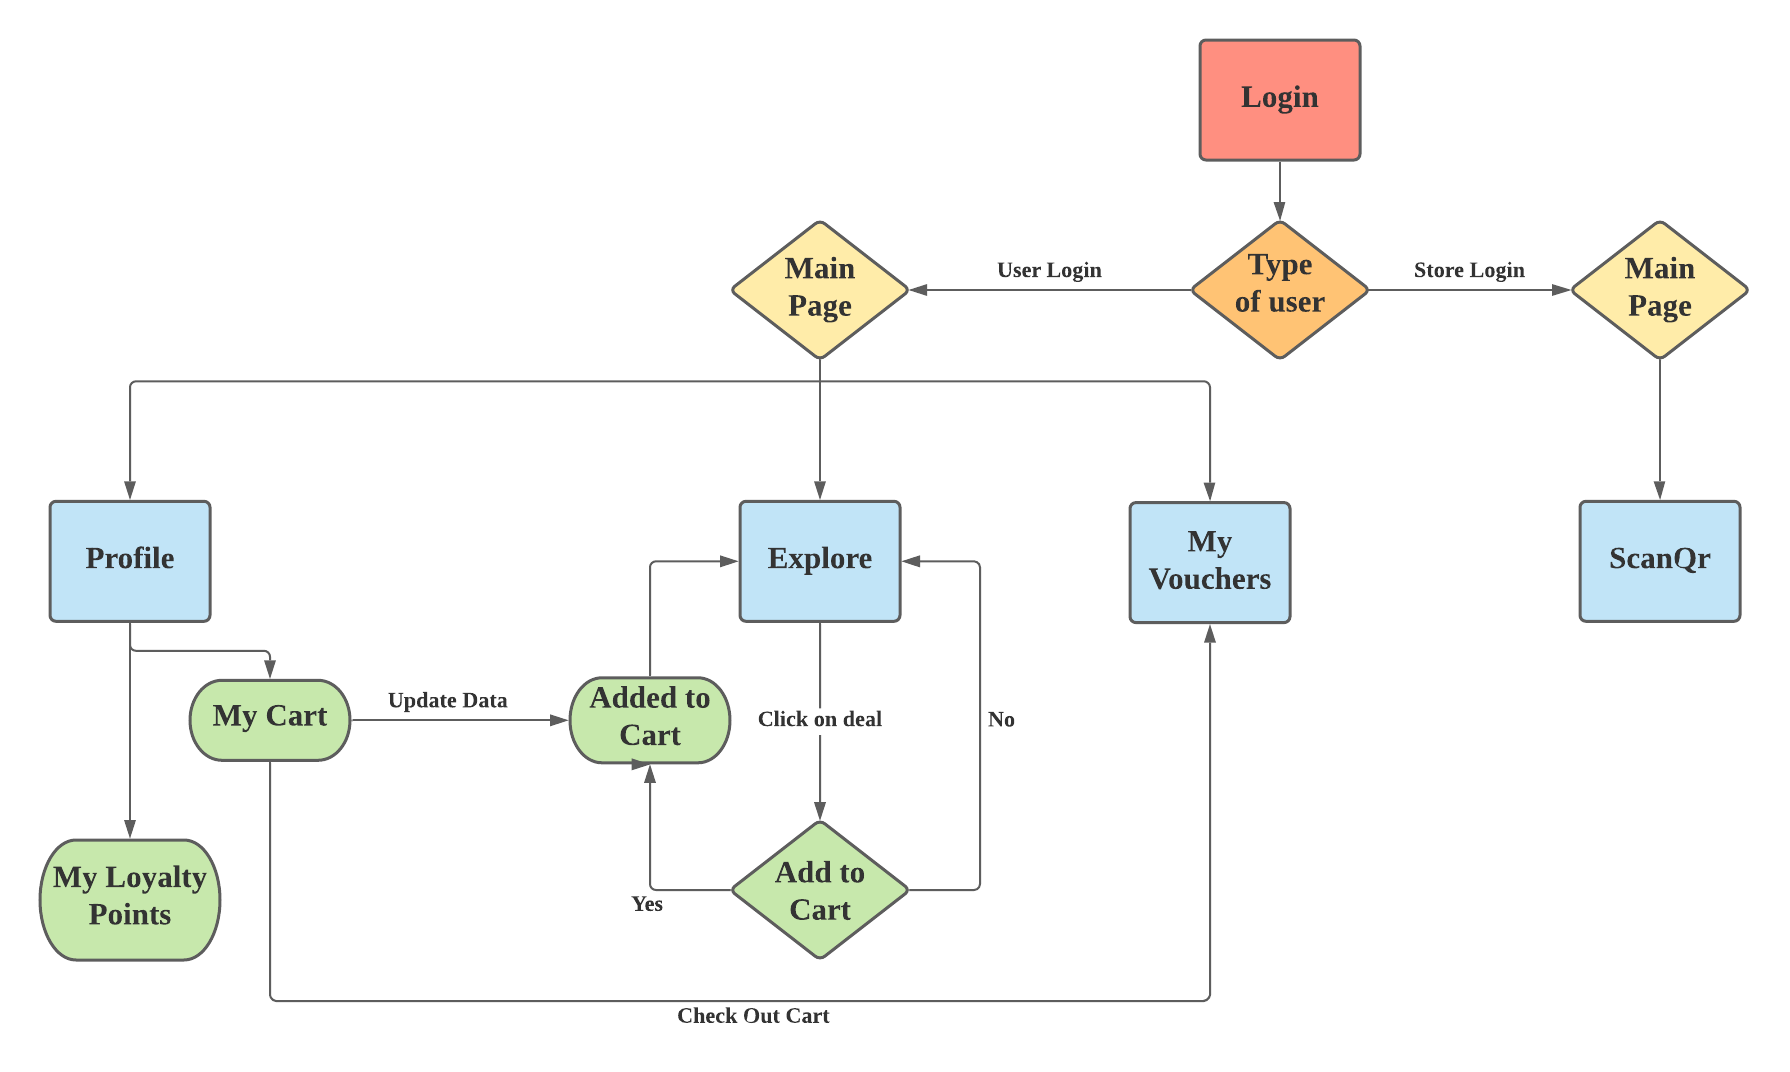 Login
Main
Page
User Login
Type
of user
Store Login
Main
Page
Profile
Explore
My
Vouchers
ScanQr
My Cart
Update Data
Added to
Cart
Click on deal
No
My Loyalty
Points
Yes
Add to
Cart
Check Out Cart